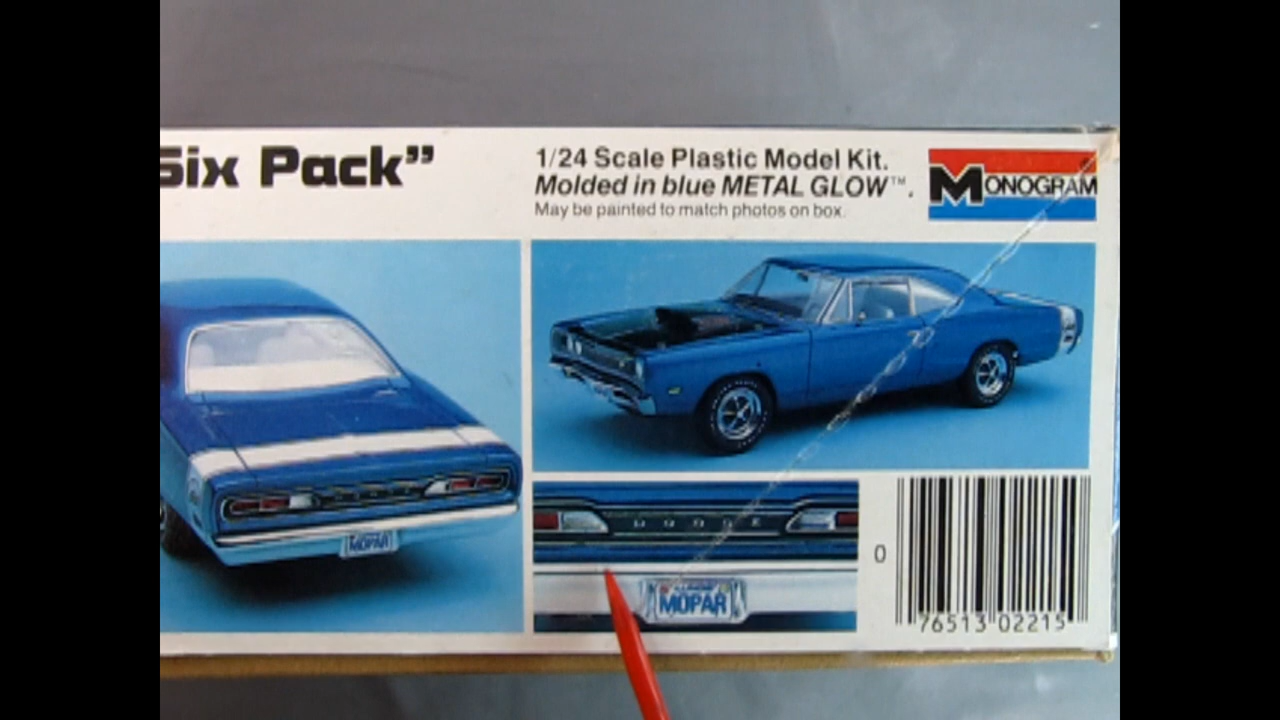 Six Pack”
1/24 Scale Plastic Model Kit.
Molded in blue METAL GLOW™.
May be painted to match photos on box.
MONOGRAM
MOPAR
DODGE
MOPAR
0
76513 02215